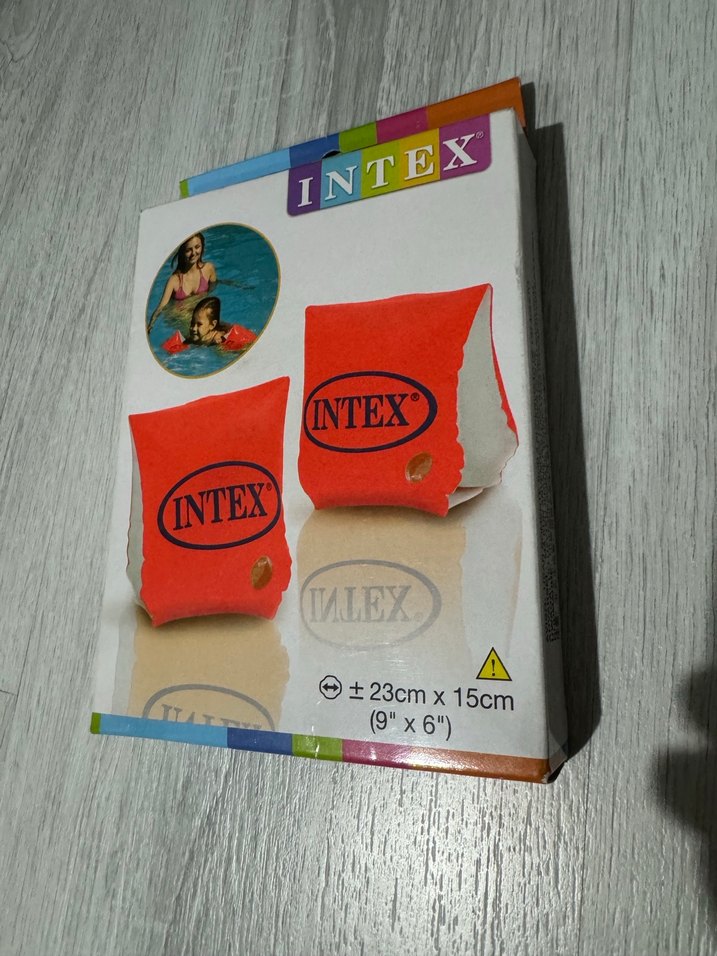 INTEX®
INTEX®
INTEX®
INTEX
± 23cm x 15cm
(9" x 6")